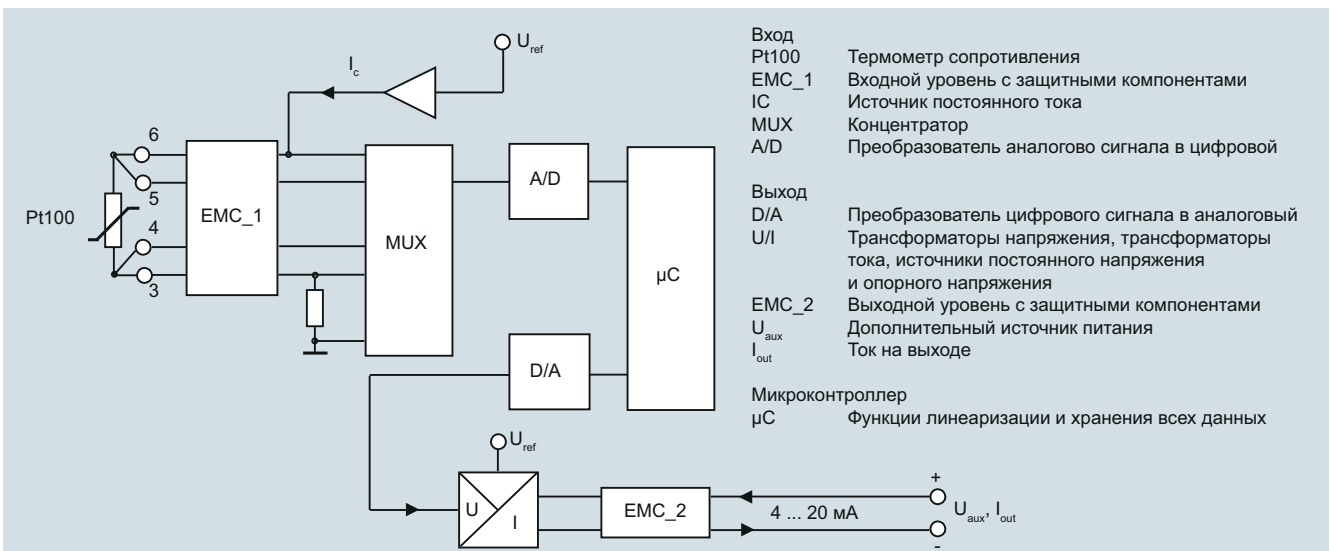 U_ref
I_c
6
5
Pt100
4
3
EMC_1
MUX
A/D
µC
D/A
U_ref
U
I
EMC_2
4 ... 20 мА
+
-
U_aux, I_out
Вход
Pt100 Термометр сопротивления
EMC_1 Входной уровень с защитными компонентами
IC Источник постоянного тока
MUX Концентратор
A/D Преобразователь аналогово сигнала в цифровой
Выход
D/A Преобразователь цифрового сигнала в аналоговый
U/I Трансформаторы напряжения, трансформаторы
тока, источники постоянного напряжения
и опорного напряжения
EMC_2 Выходной уровень с защитными компонентами
U_aux Дополнительный источник питания
I_out Ток на выходе
Микроконтроллер
µC Функции линеаризации и хранения всех данных